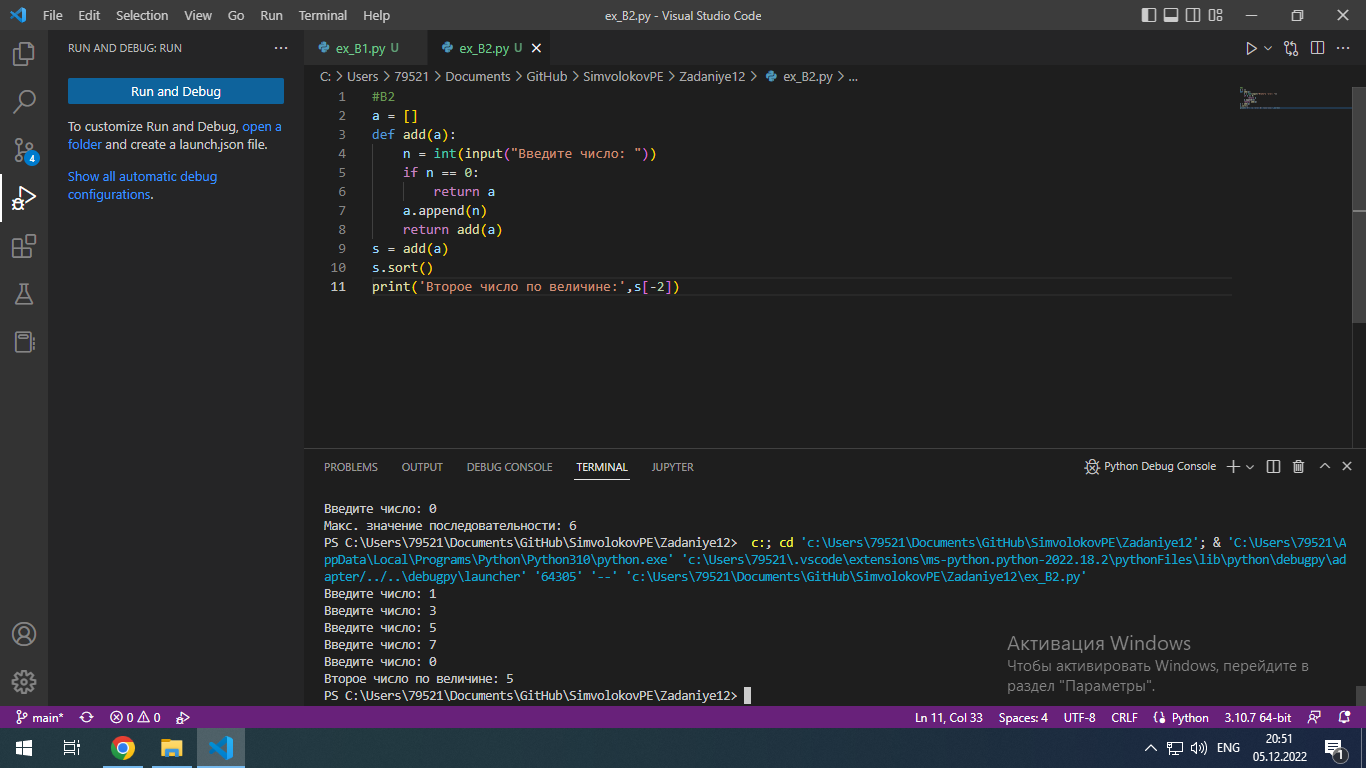 File Edit Selection View Go Run Terminal Help
ex_B2.py - Visual Studio Code
RUN AND DEBUG: RUN
Run and Debug
To customize Run and Debug, open a
folder and create a launch.json file.
Show all automatic debug
configurations.
ex_B1.py U
ex_B2.py U
C: > Users > 79521 > Documents > GitHub > SimvolokovPE > Zadaniye12 > ex_B2.py > ...
1 #B2
2 a = []
3 def add(a):
4 n = int(input("Введите число: "))
5 if n == 0:
6 return a
7 a.append(n)
8 return add(a)
9 s = add(a)
10 s.sort()
11 print('Второе число по величине:',s[-2])
PROBLEMS OUTPUT DEBUG CONSOLE TERMINAL JUPYTER
Python Debug Console
Введите число: 0
Макс. значение последовательности: 6
PS C:\Users\79521\Documents\GitHub\SimvolokovPE\Zadaniye12> c:; cd 'c:\Users\79521\Documents\GitHub\SimvolokovPE\Zadaniye12'; & 'C:\Users\79521\A
ppData\Local\Programs\Python\Python310\python.exe' 'c:\Users\79521\.vscode\extensions\ms-python.python-2022.18.2\pythonFiles\lib\python\debugpy\ad
apter/../..\debugpy\launcher' '64305' '--' 'c:\Users\79521\Documents\GitHub\SimvolokovPE\Zadaniye12\ex_B2.py'
Введите число: 1
Введите число: 3
Введите число: 5
Введите число: 7
Введите число: 0
Второе число по величине: 5
PS C:\Users\79521\Documents\GitHub\SimvolokovPE\Zadaniye12>
Активация Windows
Чтобы активировать Windows, перейдите в
раздел "Параметры".
4
main* 0 0
Ln 11, Col 33 Spaces: 4 UTF-8 CRLF Python 3.10.7 64-bit
ENG
20:51
05.12.2022
1